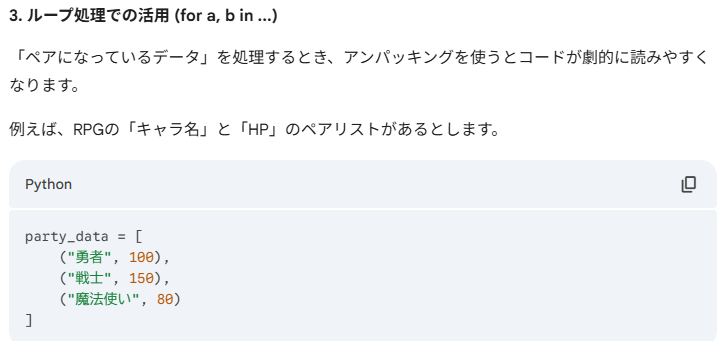 3. ループ処理での活用 (for a, b in ...)
「ペアになっているデータ」を処理するとき、アンパッキングを使うとコードが劇的に読みやすく
なります。
例えば、RPGの「キャラ名」と「HP」のペアリストがあるとします。
Python
party_data = [
    ("勇者", 100),
    ("戦士", 150),
    ("魔法使い", 80)
]